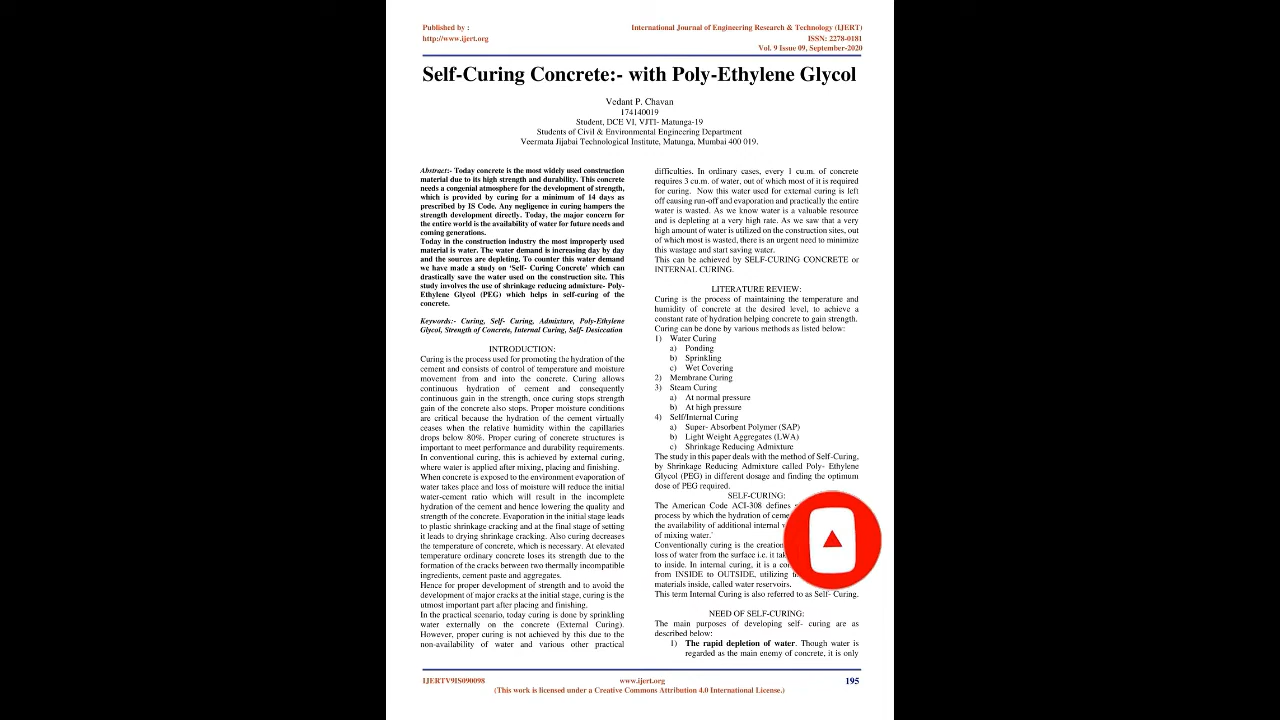 Published by :
http://www.ijert.org
International Journal of Engineering Research & Technology (IJERT)
ISSN: 2278-0181
Vol. 9 Issue 09, September-2020
Self-Curing Concrete:- with Poly-Ethylene Glycol
Vedant P. Chavan
174140019
Student, DCE VI, VJTI- Matunga-19
Students of Civil & Environmental Engineering Department
Veermata Jijabai Technological Institute, Matunga, Mumbai 400 019.
Abstract:- Today concrete is the most widely used construction
material due to its high strength and durability. This concrete
needs a congenial atmosphere for the development of strength,
which is provided by curing for a minimum of 14 days as
prescribed by IS Code. Any negligence in curing hampers the
strength development directly. Today, the major concern for
the entire world is the availability of water for future needs and
coming generations.
Today in the construction industry the most improperly used
material is water. The water demand is increasing day by day
and the sources are depleting. To counter this water demand
we have made a study on ‘Self- Curing Concrete’ which can
drastically save the water used on the construction site. This
study involves the use of shrinkage reducing admixture- Poly-
Ethylene Glycol (PEG) which helps in self-curing of the
concrete.
Keywords:- Curing, Self- Curing, Admixture, Poly-Ethylene
Glycol, Strength of Concrete, Internal Curing, Self- Desiccation
INTRODUCTION:
Curing is the process used for promoting the hydration of the
cement and consists of control of temperature and moisture
movement from and into the concrete. Curing allows
continuous hydration of cement and consequently
continuous gain in the strength, once curing stops strength
gain of the concrete also stops. Proper moisture conditions
are critical because the hydration of the cement virtually
ceases when the relative humidity within the capillaries
drops below 80%. Proper curing of concrete structures is
important to meet performance and durability requirements.
In conventional curing, this is achieved by external curing,
where water is applied after mixing, placing and finishing.
When concrete is exposed to the environment evaporation of
water takes place and loss of moisture will reduce the initial
water-cement ratio which will result in the incomplete
hydration of the cement and hence lowering the quality and
strength of the concrete. Evaporation in the initial stage leads
to plastic shrinkage cracking and at the final stage of setting
it leads to drying shrinkage cracking. Also curing decreases
the temperature of concrete, which is necessary. At elevated
temperature ordinary concrete loses its strength due to the
formation of the cracks between two thermally incompatible
ingredients, cement paste and aggregates.
Hence for proper development of strength and to avoid the
development of major cracks at the initial stage, curing is the
utmost important part after placing and finishing.
In the practical scenario, today curing is done by sprinkling
water externally on the concrete (External Curing).
However, proper curing is not achieved by this due to the
non-availability of water and various other practical
difficulties. In ordinary cases, every 1 cu.m. of concrete
requires 3 cu.m. of water, out of which most of it is required
for curing. Now this water used for external curing is left
off causing run-off and evaporation and practically the entire
water is wasted. As we know water is a valuable resource
and is depleting at a very high rate. As we saw that a very
high amount of water is utilized on the construction sites, out
of which most is wasted, there is an urgent need to minimize
this wastage and start saving water.
This can be achieved by SELF-CURING CONCRETE or
INTERNAL CURING.
LITERATURE REVIEW:
Curing is the process of maintaining the temperature and
humidity of concrete at the desired level, to achieve a
constant rate of hydration helping concrete to gain strength.
Curing can be done by various methods as listed below:
1) Water Curing
a) Ponding
b) Sprinkling
c) Wet Covering
2) Membrane Curing
3) Steam Curing
a) At normal pressure
b) At high pressure
4) Self/Internal Curing
a) Super- Absorbent Polymer (SAP)
b) Light Weight Aggregates (LWA)
c) Shrinkage Reducing Admixture
The study in this paper deals with the method of Self-Curing,
by Shrinkage Reducing Admixture called Poly- Ethylene
Glycol (PEG) in different dosage and finding the optimum
dose of PEG required.
SELF-CURING:
The American Code ACI-308 defines
process by which the hydration of
the availability of additional internal
of mixing water.'
Conventionally curing is the creation
loss of water from the surface i.e. it
to inside. In internal curing, it is a
from INSIDE to OUTSIDE, utilizing
materials inside, called water reservoirs.
This term Internal Curing is also referred to as Self- Curing.
NEED OF SELF-CURING:
The main purposes of developing self- curing are as
described below:
1) The rapid depletion of water. Though water is
regarded as the main enemy of concrete, it is only
IJERTV9IS090098
www.ijert.org
195
(This work is licensed under a Creative Commons Attribution 4.0 International License.)